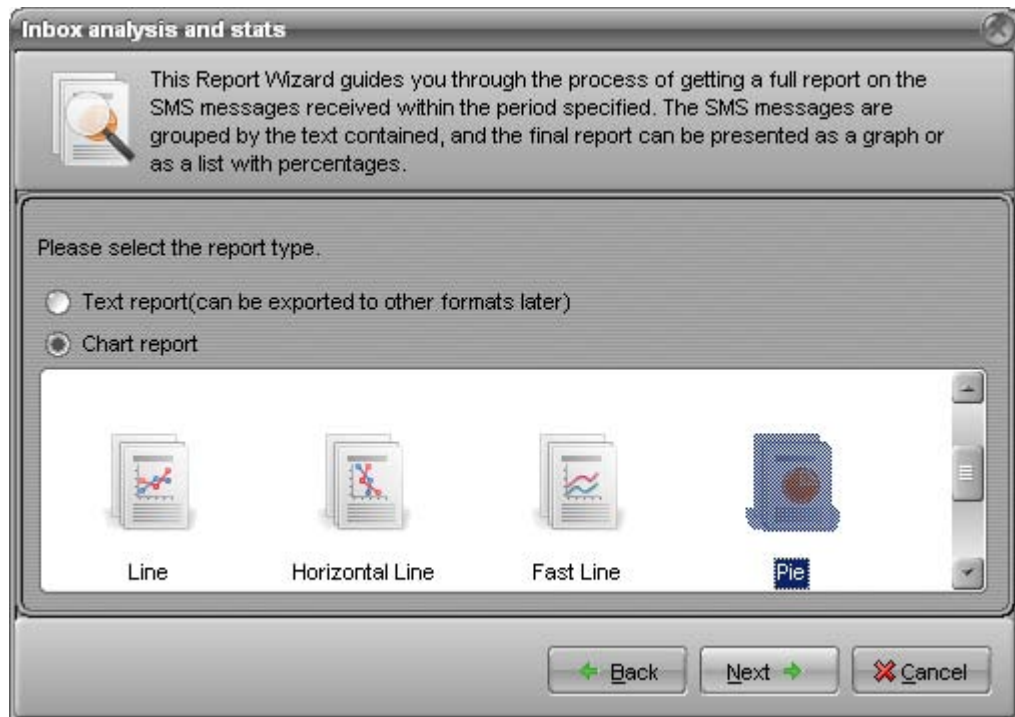 Inbox analysis and stats
This Report Wizard guides you through the process of getting a full report on the
SMS messages received within the period specified. The SMS messages are
grouped by the text contained, and the final report can be presented as a graph or
as a list with percentages.
Please select the report type.
Text report(can be exported to other formats later)
Chart report
Line
Horizontal Line
Fast Line
Pie
Back
Next
Cancel